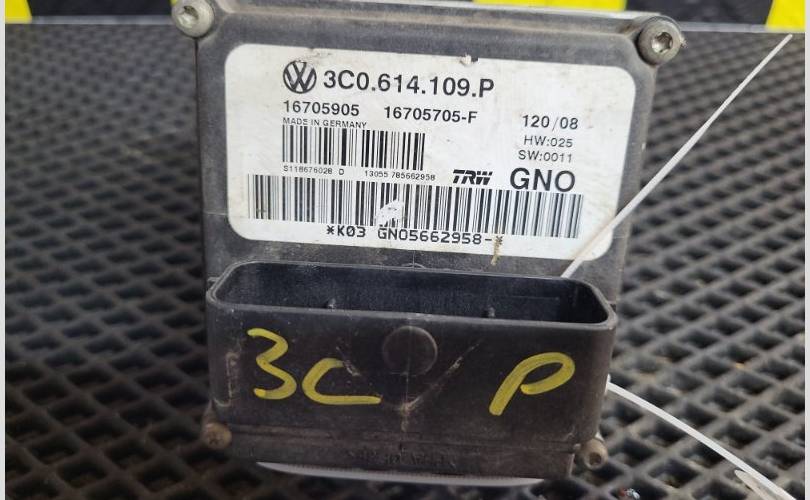 3C0.614.109.P
16705905 16705705-F
120/08
MADE IN GERMANY
HW:025
SW:0011
S118676028 D 13055 785662958
TRW GNO
*K03 GNO5662958-*
3C P